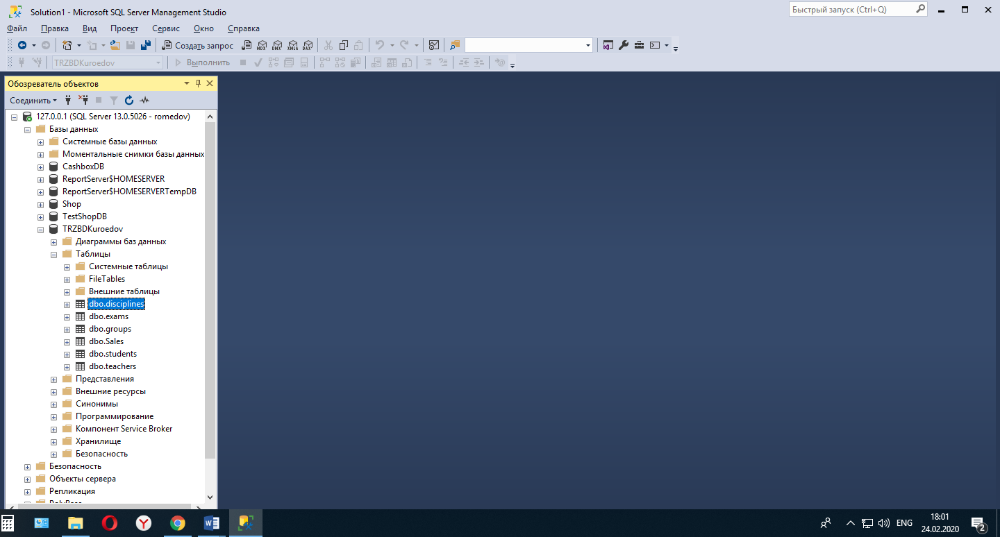 Solution1 - Microsoft SQL Server Management Studio
Быстрый запуск (Ctrl+Q)
Файл Правка Вид Проект Сервис Окно Справка
Создать запрос MDX DMX XMLA DAX
TRZBDKuroedov Выполнить
Обозреватель объектов
Соединить
127.0.0.1 (SQL Server 13.0.5026 - romedov)
Базы данных
Системные базы данных
Моментальные снимки базы данных
CashboxDB
ReportServer$HOMESERVER
ReportServer$HOMESERVERTempDB
Shop
TestShopDB
TRZBDKuroedov
Диаграммы баз данных
Таблицы
Системные таблицы
FileTables
Внешние таблицы
dbo.disciplines
dbo.exams
dbo.groups
dbo.Sales
dbo.students
dbo.teachers
Представления
Внешние ресурсы
Синонимы
Программирование
Компонент Service Broker
Хранилище
Безопасность
Безопасность
Объекты сервера
Репликация
PolyBase
ENG
18:01
24.02.2020
2